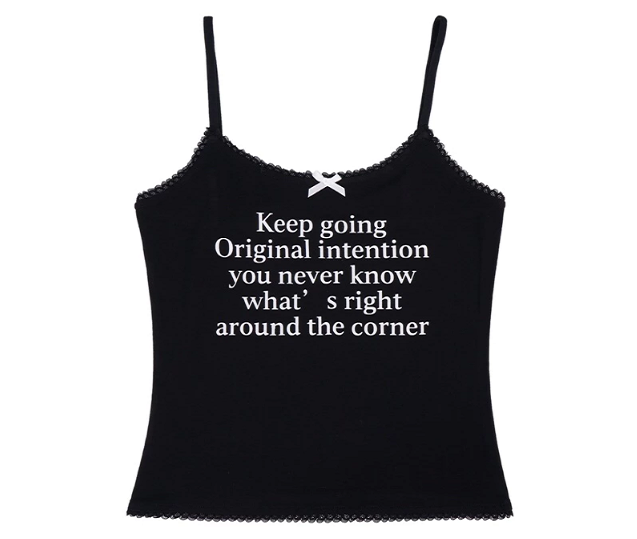 Keep going
Original intention
you never know
what’ s right
around the corner